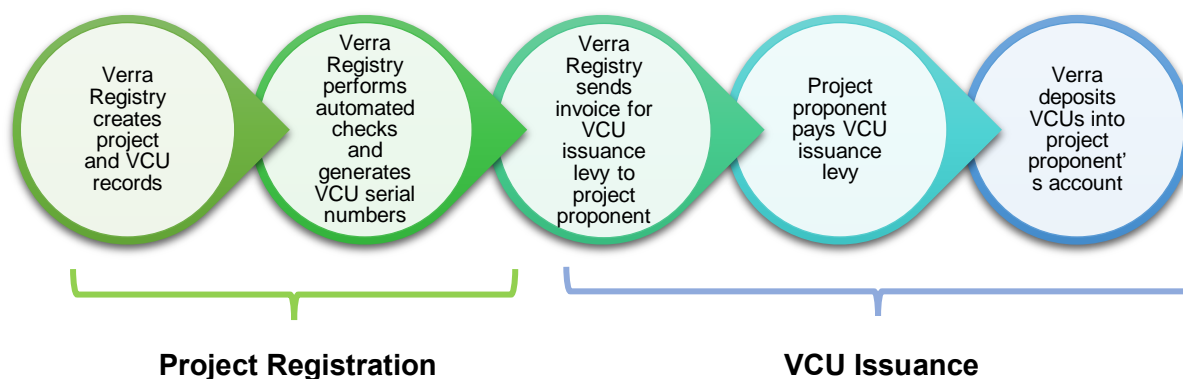 Verra
Registry
creates
project
and VCU
records
Verra
Registry
performs
automated
checks
and
generates
VCU serial
numbers
Verra
Registry
sends
invoice for
VCU
issuance
levy to
project
proponent
Project
proponent
pays VCU
issuance
levy
Verra
deposits
VCUs into
project
proponent'
s account
Project Registration
VCU Issuance